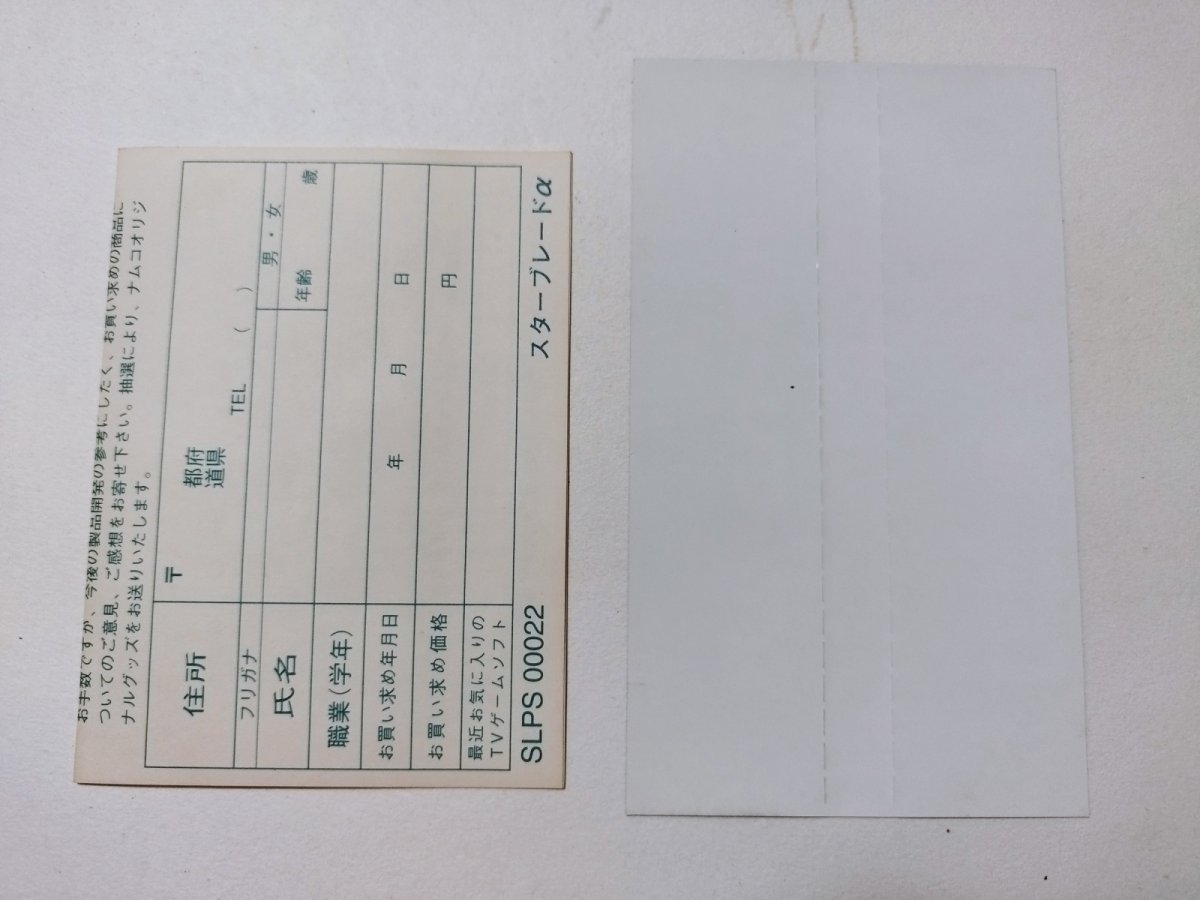 お手数ですが、今後の製品開発の参考にしたく、お買い求めの商品に
ついてのご意見、ご感想をお寄せ下さい。抽選により、ナムコオリジ
ナルグッズをお送りいたします。
住所
〒
都府
道県
TEL ( )
フリガナ
氏名
男・女
年齢 歳
職業(学年)
お買い求め年月日 年 月 日
お買い求め価格 円
最近お気に入りの
TVゲームソフト
SLPS 00022 スターブレードα